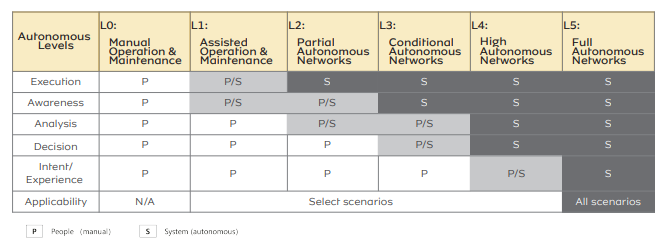 Autonomous Levels L0: Manual Operation & Maintenance L1: Assisted Operation & Maintenance L2: Partial Autonomous Networks L3: Conditional Autonomous Networks L4: High Autonomous Networks L5: Full Autonomous Networks
Execution P P/S S S S S
Awareness P P/S P/S S S S
Analysis P P P/S P/S S S
Decision P P P P/S S S
Intent/ Experience P P P P P/S S
Applicability N/A Select scenarios All scenarios
P People (manual) S System (autonomous)